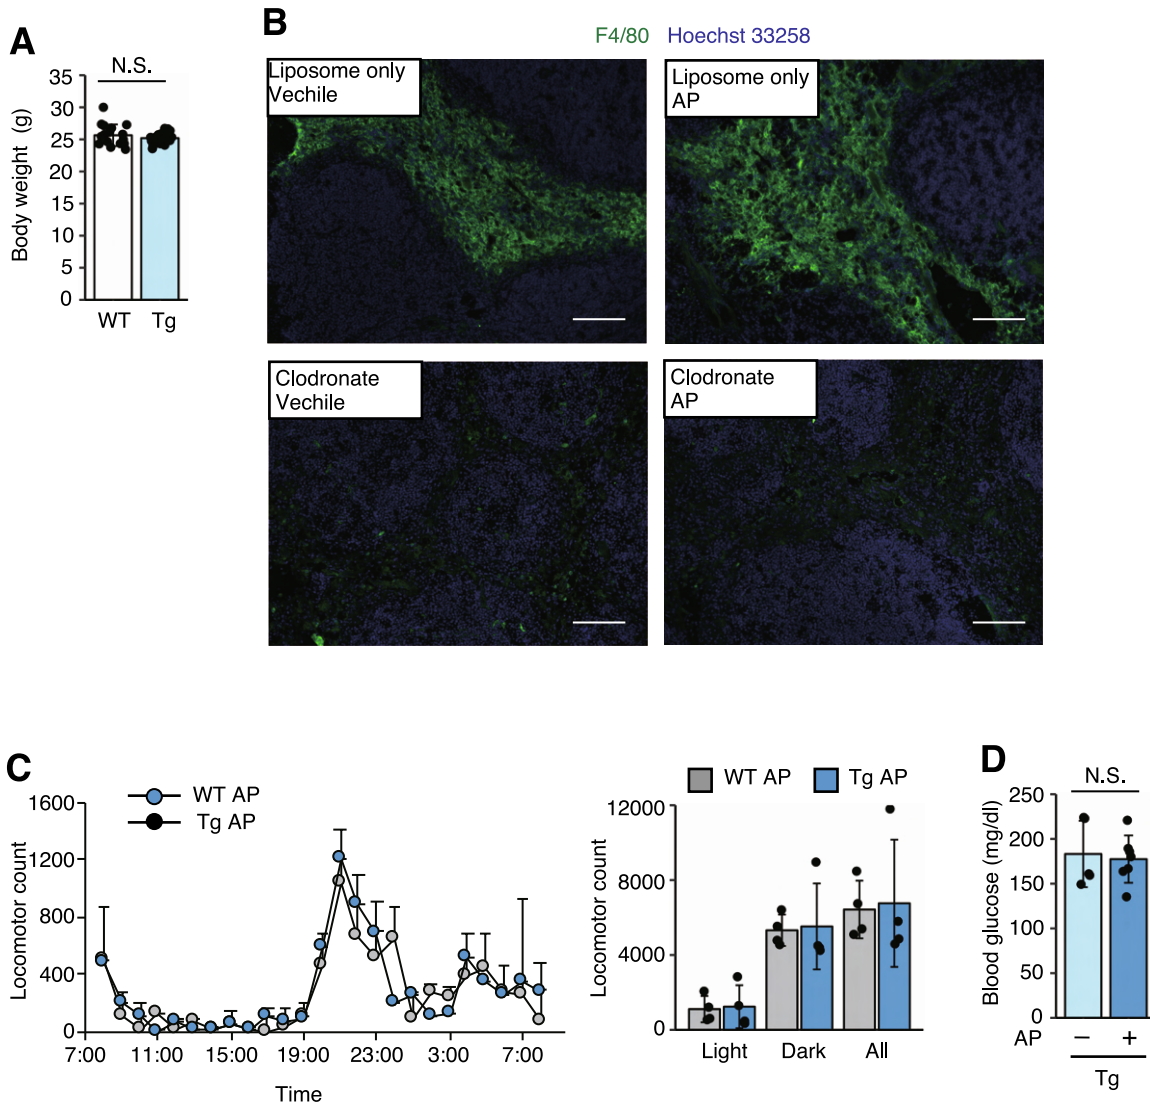 A
N.S.
35
30
25
20
15
10
5
0
Body weight (g)
WT Tg
B
F4/80 Hoechst 33258
Liposome only
Vechile
Liposome only
AP
Clodronate
Vechile
Clodronate
AP
C
WT AP
Tg AP
1600
1200
800
400
0
Locomotor count
7:00 11:00 15:00 19:00 23:00 3:00 7:00
Time
WT AP Tg AP
12000
8000
4000
0
Locomotor count
Light Dark All
D
N.S.
250
200
150
100
50
0
Blood glucose (mg/dl)
AP − +
Tg